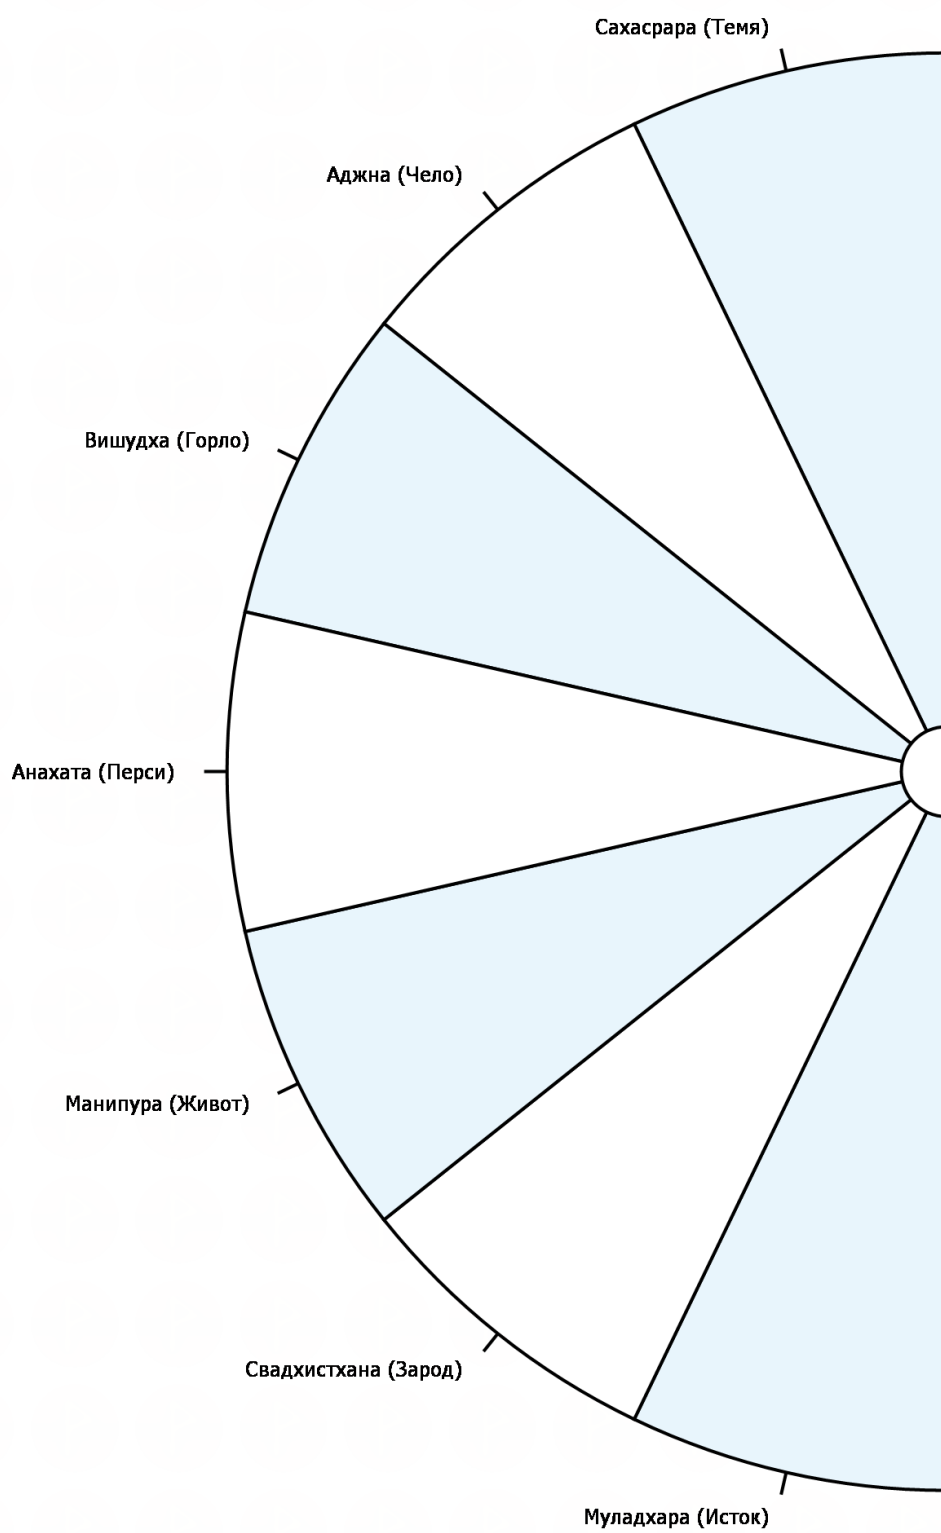 Сахасрара (Темя)
Аджна (Чело)
Вишудха (Горло)
Анахата (Перси)
Манипура (Живот)
Свадхистхана (Зарод)
Муладхара (Исток)